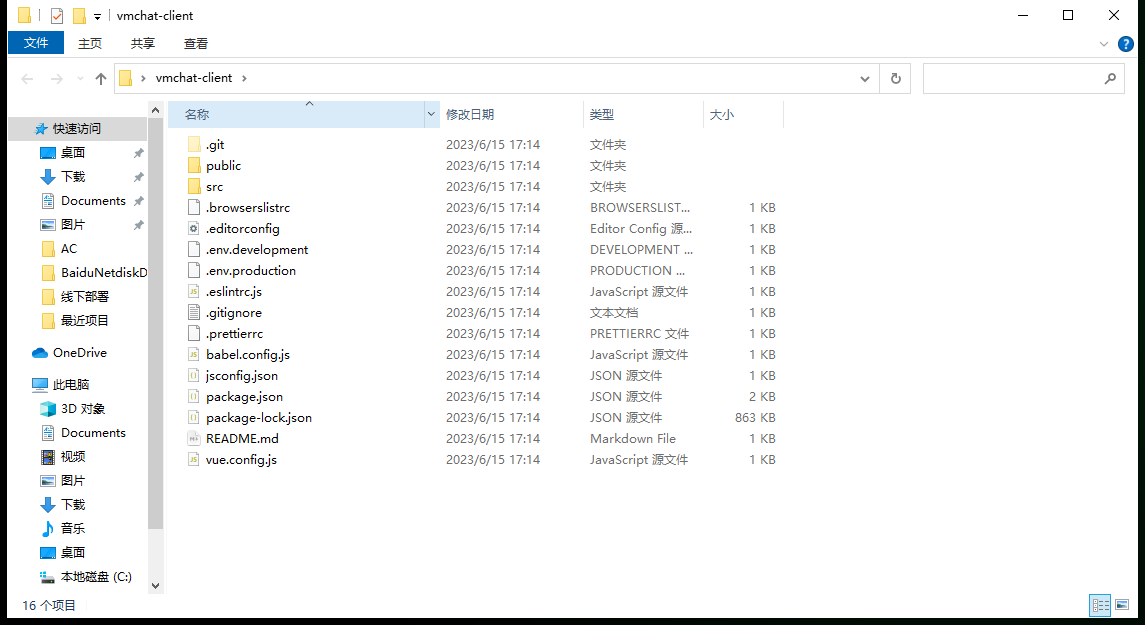 vmchat-client
文件 主页 共享 查看
vmchat-client
名称 修改日期 类型 大小
快速访问
桌面
下载
Documents
图片
AC
BaiduNetdiskD
线下部署
最近项目
OneDrive
此电脑
3D 对象
Documents
视频
图片
下载
音乐
桌面
本地磁盘 (C:)
.git 2023/6/15 17:14 文件夹
public 2023/6/15 17:14 文件夹
src 2023/6/15 17:14 文件夹
.browserslistrc 2023/6/15 17:14 BROWSERSLIST... 1 KB
.editorconfig 2023/6/15 17:14 Editor Config 源... 1 KB
.env.development 2023/6/15 17:14 DEVELOPMENT ... 1 KB
.env.production 2023/6/15 17:14 PRODUCTION ... 1 KB
.eslintrc.js 2023/6/15 17:14 JavaScript 源文件 1 KB
.gitignore 2023/6/15 17:14 文本文档 1 KB
.prettierrc 2023/6/15 17:14 PRETTIERRC 文件 1 KB
babel.config.js 2023/6/15 17:14 JavaScript 源文件 1 KB
jsconfig.json 2023/6/15 17:14 JSON 源文件 1 KB
package.json 2023/6/15 17:14 JSON 源文件 2 KB
package-lock.json 2023/6/15 17:14 JSON 源文件 863 KB
README.md 2023/6/15 17:14 Markdown File 1 KB
vue.config.js 2023/6/15 17:14 JavaScript 源文件 1 KB
16 个项目